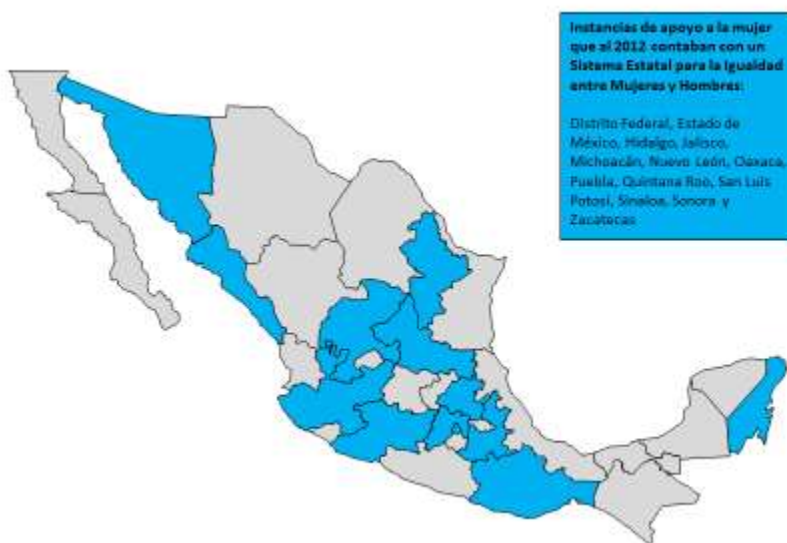 Instancias de apoyo a la mujer
que al 2012 contaban con un
Sistema Estatal para la Igualdad
entre Mujeres y Hombres:
Distrito Federal, Estado de
México, Hidalgo, Jalisco,
Michoacán, Nuevo León, Oaxaca,
Puebla, Quintana Roo, San Luis
Potosí, Sinaloa, Sonora y
Zacatecas